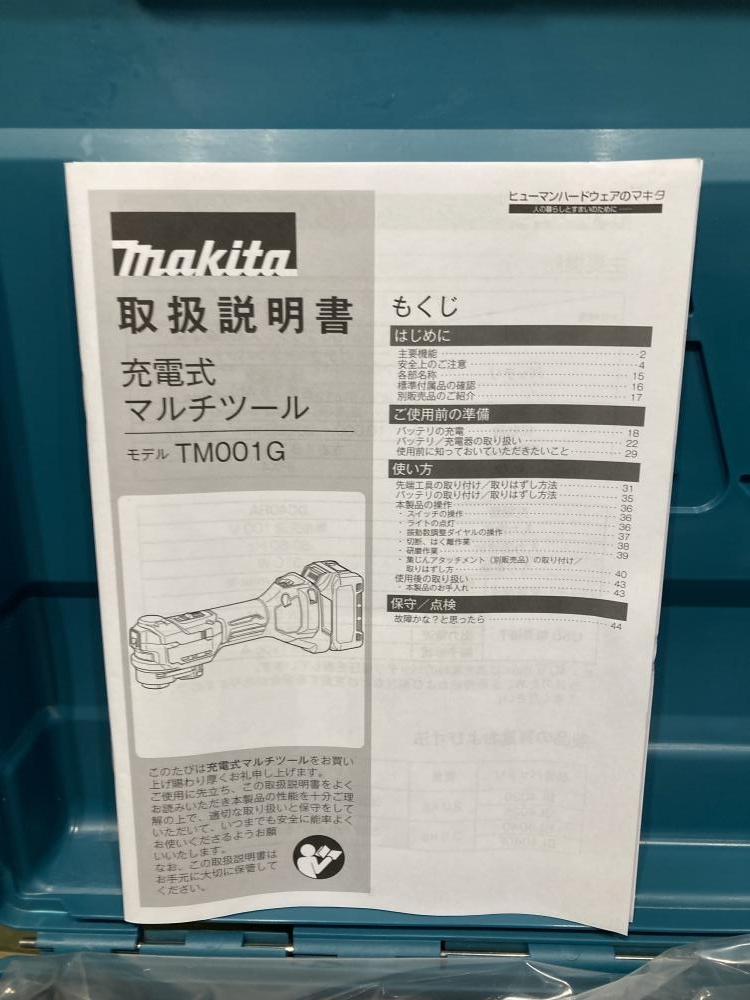 makita
取扱説明書
充電式
マルチツール
モデル TM001G
このたびは充電式マルチツールをお買い
上げ賜わり厚くお礼申し上げます。
ご使用に先立ち、この取扱説明書をよく
お読みいただき本製品の性能を十分ご理
解の上で、適切な取り扱いと保守をして
いただいて、いつまでも安全に能率よく
お使いくださるようお願
いいたします。
なお、この取扱説明書は
お手元に大切に保管して
ください。
ヒューマンハードウェアのマキタ
人の暮らしとすまいのために
もくじ
はじめに
主要機能 2
安全上のご注意 4
各部名称 15
標準付属品の確認 16
別販売品のご紹介 17
ご使用前の準備
バッテリの充電 18
バッテリ/充電器の取り扱い 22
使用前に知っておいていただきたいこと 29
使い方
先端工具の取り付け/取りはずし方法 31
バッテリの取り付け/取りはずし方法 35
本製品の操作 36
・スイッチの操作 36
・ライトの点灯 36
・振動数調整ダイヤルの操作 37
・切断、はく離作業 38
・研磨作業 39
・集じんアタッチメント(別販売品)の取り付け/
取りはずし方 40
使用後の取り扱い 43
・本製品のお手入れ 43
保守/点検
故障かな?と思ったら 44